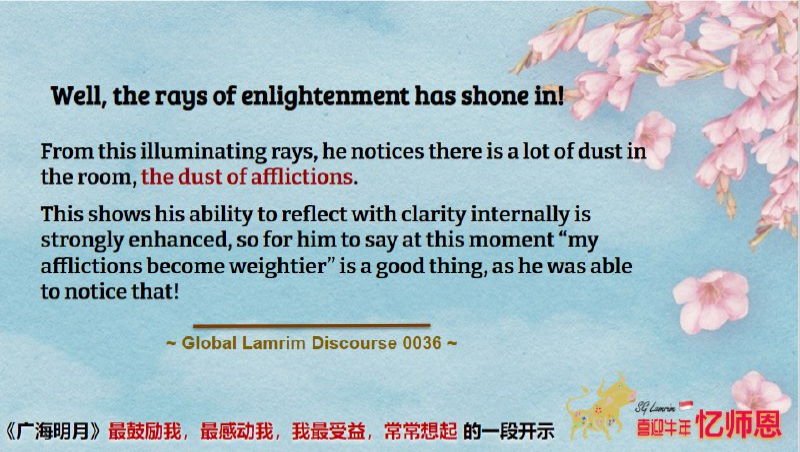 Well, the rays of enlightenment has shone in!
From this illuminating rays, he notices there is a lot of dust in
the room, the dust of afflictions.
This shows his ability to reflect with clarity internally is
strongly enhanced, so for him to say at this moment “my
afflictions become weightier” is a good thing, as he was able
to notice that!
~ Global Lamrim Discourse 0036 ~
SG Lamrim
《广海明月》最鼓励我，最感动我，我最受益，常常想起 的一段开示
喜迎牛年 忆师恩